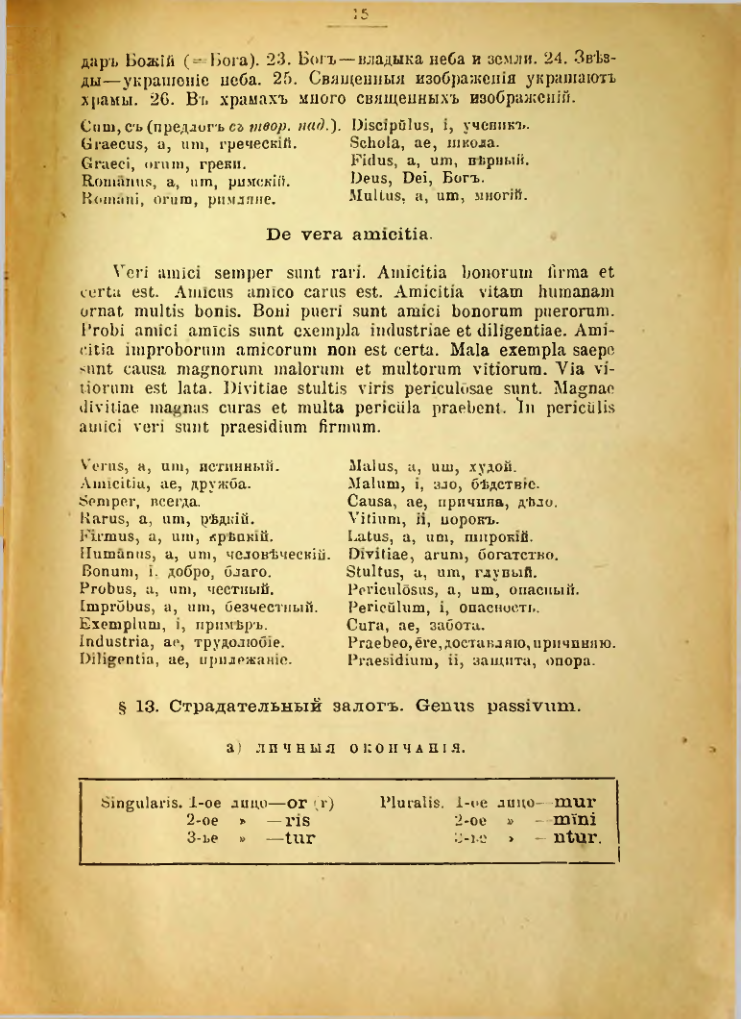 15
даръ Божій (= Бога). 23. Богъ—владыка неба и земли. 24. Звѣз-
ды—украшеніе неба. 25. Священныя изображенія украшаютъ
храмы. 26. Въ храмахъ много священныхъ изображеній.
Cum, съ (предлогъ съ твор. пад.).
Graecus, a, um, греческій.
Graeci, orum, греки.
Romānus, a, um, римскій.
Romāni, orum, римляне.
Discipŭlus, i, ученикъ.
Schola, ae, школа.
Fidus, a, um, вѣрный.
Deus, Dei, Богъ.
Multus, a, um, многій.
De vera amicitia.
Veri amici semper sunt rari. Amicitia bonorum firma et
certa est. Amicus amico carus est. Amicitia vitam humanam
ornat multis bonis. Boni pueri sunt amici bonorum puerorum.
Probi amici amicis sunt exempla industriae et diligentiae. Ami-
citia improborum amicorum non est certa. Mala exempla saepe
sunt causa magnorum malorum et multorum vitiorum. Via vi-
tiorum est lata. Divitiae stultis viris periculōsae sunt. Magnae
divitiae magnas curas et multa pericŭla praebent. In pericŭlis
amici veri sunt praesidium firmum.
Verus, a, um, истинный.
Amicitia, ae, дружба.
Semper, всегда.
Rarus, a, um, рѣдкій.
Firmus, a, um, крѣпкій.
Humānus, a, um, человѣческій.
Bonum, i, добро, благо.
Probus, a, um, честный.
Imprŏbus, a, um, безчестный.
Exemplum, i, примѣръ.
Industria, ae, трудолюбіе.
Diligentia, ae, прилежаніе.
Malus, a, um, худой.
Malum, i, зло, бѣдствіе.
Causa, ae, причина, дѣло.
Vitium, ii, порокъ.
Latus, a, um, широкій.
Divitiae, arum, богатство.
Stultus, a, um, глупый.
Periculōsus, a, um, опасный.
Pericŭlum, i, опасность.
Cura, ae, забота.
Praebeo, ēre, доставляю, причиняю.
Praesidium, ii, защита, опора.
§ 13. Страдательный залогъ. Genus passivum.
а) личныя окончанія.
Singularis. 1-ое лицо—or (r)
2-ое » —ris
3-ье » —tur
Pluralis. 1-ое лицо—mur
2-ое » —mĭni
3-ье » —ntur.